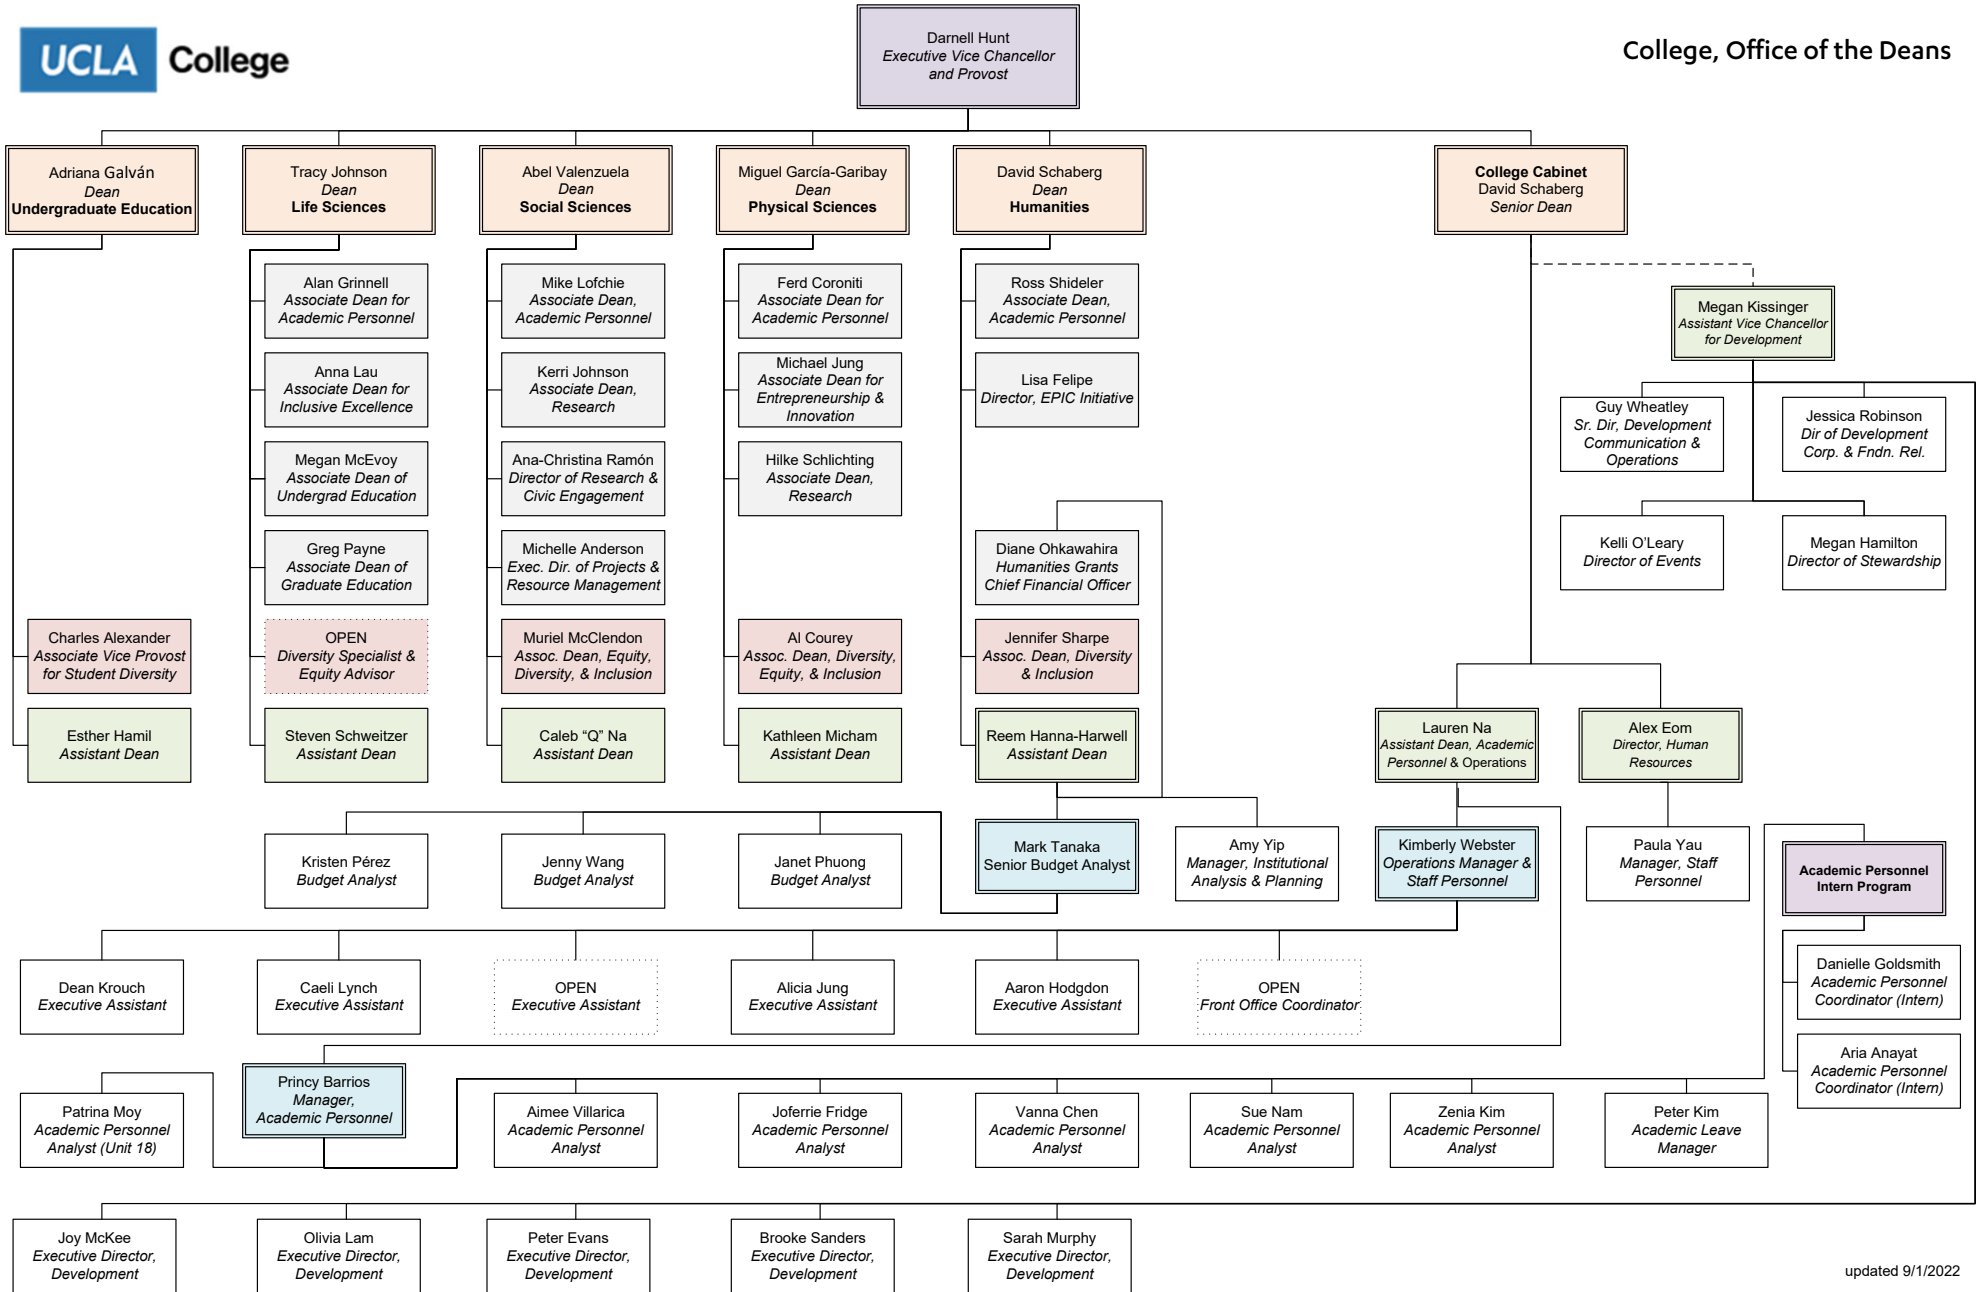 UCLA College
College, Office of the Deans
Darnell Hunt
Executive Vice Chancellor
and Provost
Adriana Galván
Dean
Undergraduate Education
Tracy Johnson
Dean
Life Sciences
Abel Valenzuela
Dean
Social Sciences
Miguel García-Garibay
Dean
Physical Sciences
David Schaberg
Dean
Humanities
College Cabinet
David Schaberg
Senior Dean
Alan Grinnell
Associate Dean for
Academic Personnel
Mike Lofchie
Associate Dean,
Academic Personnel
Ferd Coroniti
Associate Dean for
Academic Personnel
Ross Shideler
Associate Dean,
Academic Personnel
Megan Kissinger
Assistant Vice Chancellor
for Development
Anna Lau
Associate Dean for
Inclusive Excellence
Kerri Johnson
Associate Dean,
Research
Michael Jung
Associate Dean for
Entrepreneurship &
Innovation
Lisa Felipe
Director, EPIC Initiative
Guy Wheatley
Sr. Dir, Development
Communication &
Operations
Jessica Robinson
Dir of Development
Corp. & Fndn. Rel.
Megan McEvoy
Associate Dean of
Undergrad Education
Ana-Christina Ramón
Director of Research &
Civic Engagement
Hilke Schlichting
Associate Dean,
Research
Greg Payne
Associate Dean of
Graduate Education
Michelle Anderson
Exec. Dir. of Projects &
Resource Management
Diane Ohkawahira
Humanities Grants
Chief Financial Officer
Kelli O'Leary
Director of Events
Megan Hamilton
Director of Stewardship
Charles Alexander
Associate Vice Provost
for Student Diversity
OPEN
Diversity Specialist &
Equity Advisor
Muriel McClendon
Assoc. Dean, Equity,
Diversity, & Inclusion
Al Courey
Assoc. Dean, Diversity,
Equity, & Inclusion
Jennifer Sharpe
Assoc. Dean, Diversity
& Inclusion
Esther Hamil
Assistant Dean
Steven Schweitzer
Assistant Dean
Caleb “Q” Na
Assistant Dean
Kathleen Micham
Assistant Dean
Reem Hanna-Harwell
Assistant Dean
Lauren Na
Assistant Dean, Academic
Personnel & Operations
Alex Eom
Director, Human
Resources
Kristen Pérez
Budget Analyst
Jenny Wang
Budget Analyst
Janet Phuong
Budget Analyst
Mark Tanaka
Senior Budget Analyst
Amy Yip
Manager, Institutional
Analysis & Planning
Kimberly Webster
Operations Manager &
Staff Personnel
Paula Yau
Manager, Staff
Personnel
Academic Personnel
Intern Program
Dean Krouch
Executive Assistant
Caeli Lynch
Executive Assistant
OPEN
Executive Assistant
Alicia Jung
Executive Assistant
Aaron Hodgdon
Executive Assistant
OPEN
Front Office Coordinator
Danielle Goldsmith
Academic Personnel
Coordinator (Intern)
Aria Anayat
Academic Personnel
Coordinator (Intern)
Patrina Moy
Academic Personnel
Analyst (Unit 18)
Princy Barrios
Manager,
Academic Personnel
Aimee Villarica
Academic Personnel
Analyst
Joferrie Fridge
Academic Personnel
Analyst
Vanna Chen
Academic Personnel
Analyst
Sue Nam
Academic Personnel
Analyst
Zenia Kim
Academic Personnel
Analyst
Peter Kim
Academic Leave
Manager
Joy McKee
Executive Director,
Development
Olivia Lam
Executive Director,
Development
Peter Evans
Executive Director,
Development
Brooke Sanders
Executive Director,
Development
Sarah Murphy
Executive Director,
Development
updated 9/1/2022